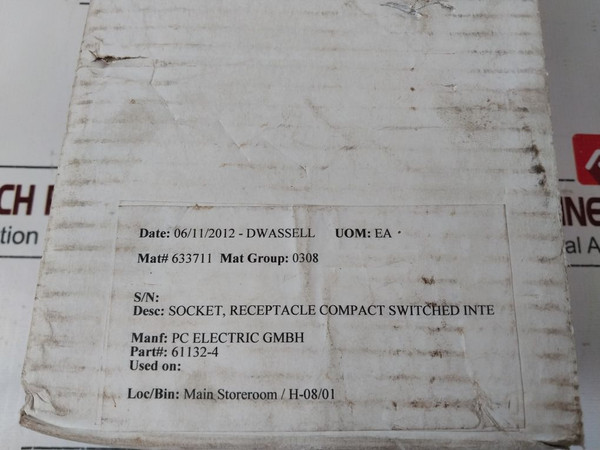 Date: 06/11/2012 - DWASSELL UOM: EA
Mat# 633711 Mat Group: 0308
S/N:
Desc: SOCKET, RECEPTACLE COMPACT SWITCHED INTE
Manf: PC ELECTRIC GMBH
Part#: 61132-4
Used on:
Loc/Bin: Main Storeroom / H-08/01